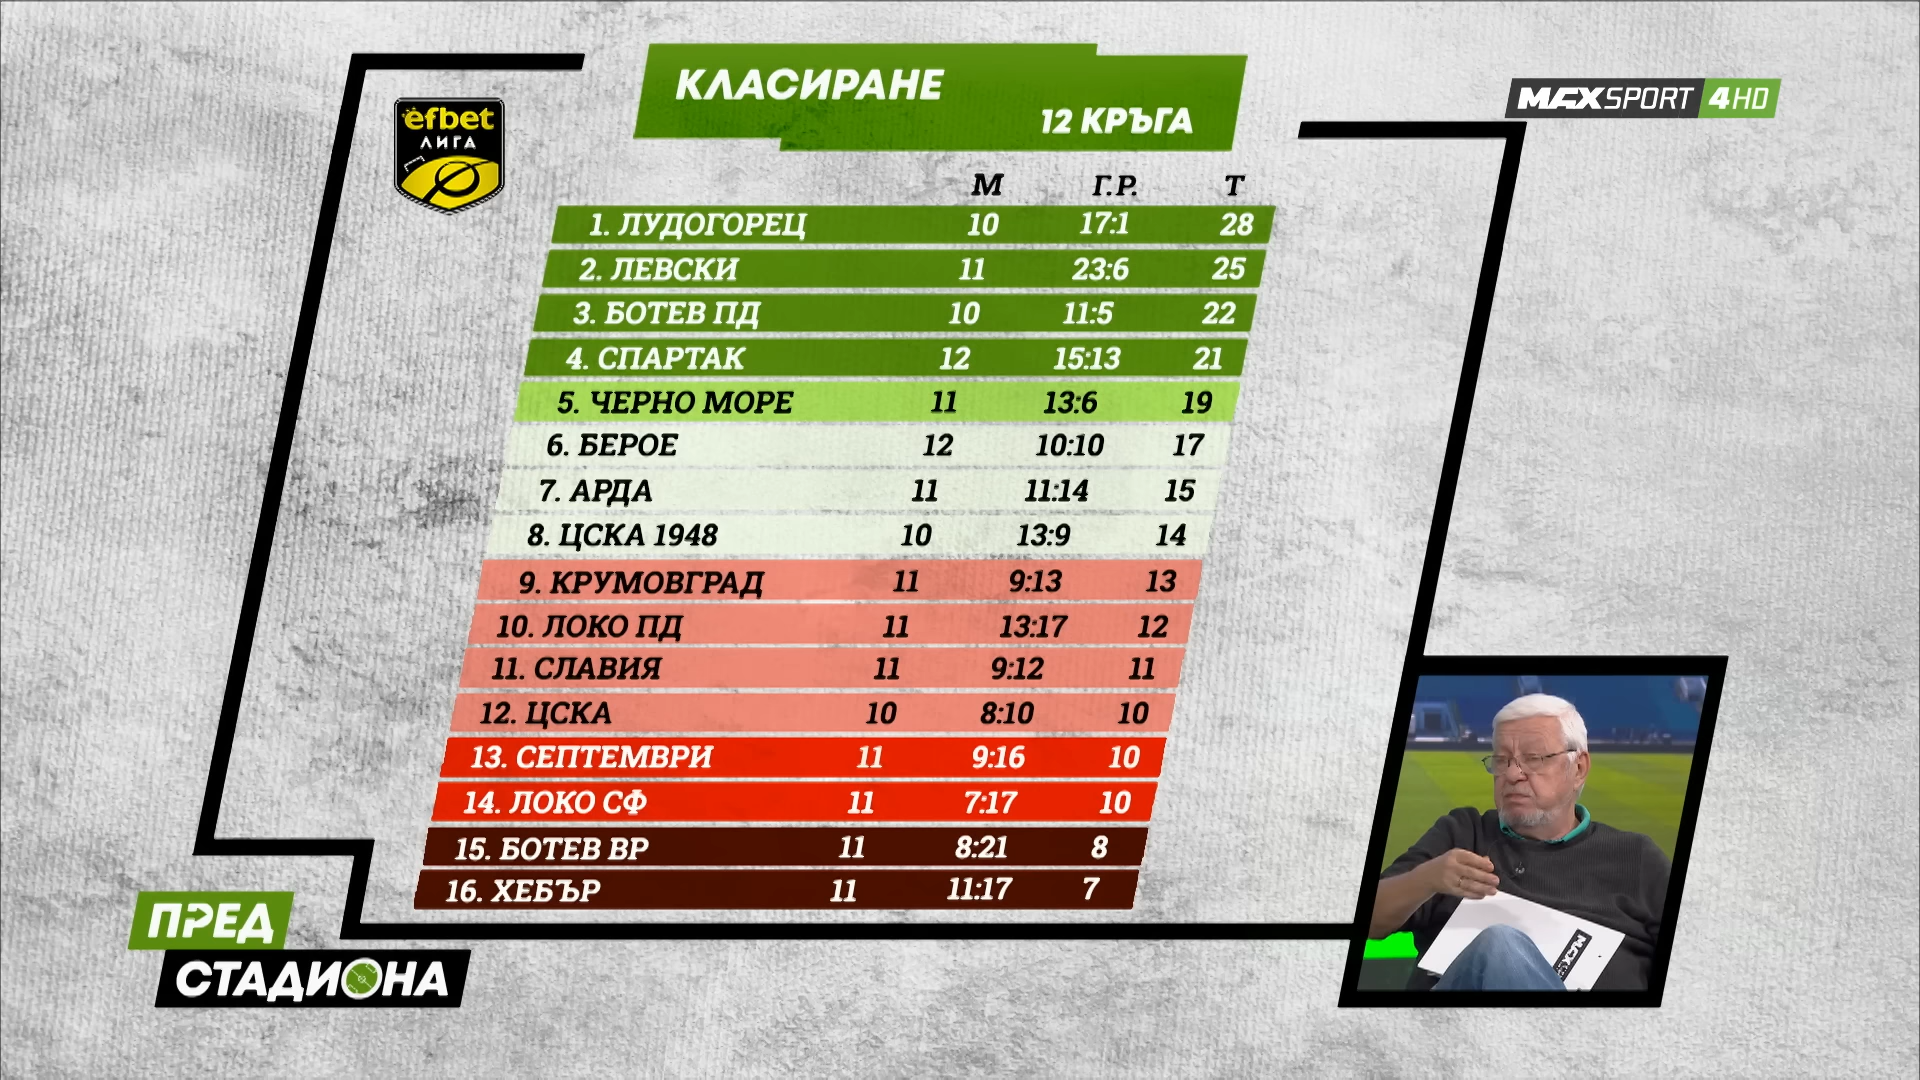 КЛАСИРАНЕ
12 КРЪГА
efbet
ЛИГА
MAXSPORT 4HD
М Г.Р. Т
1. ЛУДОГОРЕЦ 10 17:1 28
2. ЛЕВСКИ 11 23:6 25
3. БОТЕВ ПД 10 11:5 22
4. СПАРТАК 12 15:13 21
5. ЧЕРНО МОРЕ 11 13:6 19
6. БЕРОЕ 12 10:10 17
7. АРДА 11 11:14 15
8. ЦСКА 1948 10 13:9 14
9. КРУМОВГРАД 11 9:13 13
10. ЛОКО ПД 11 13:17 12
11. СЛАВИЯ 11 9:12 11
12. ЦСКА 10 8:10 10
13. СЕПТЕМВРИ 11 9:16 10
14. ЛОКО СФ 11 7:17 10
15. БОТЕВ ВР 11 8:21 8
16. ХЕБЪР 11 11:17 7
ПРЕД
СТАДИОНА
MAX